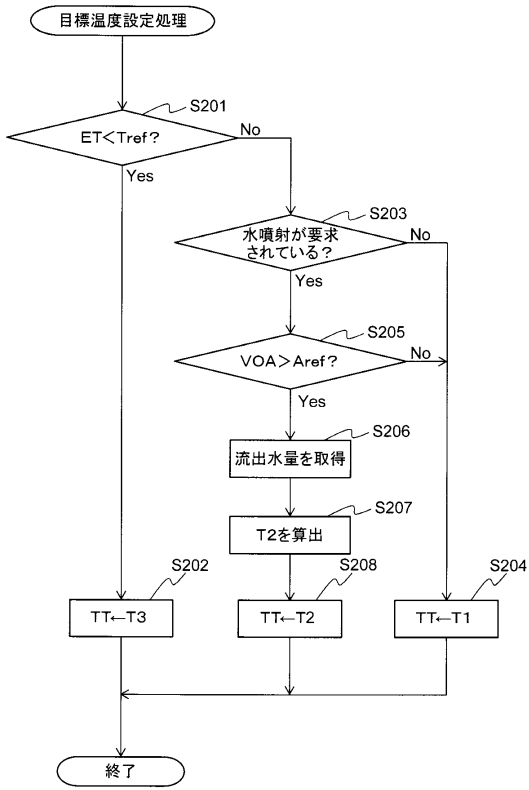 目標温度設定処理
S201
ET＜Tref？
No
Yes
S203
水噴射が要求
されている？
No
Yes
S205
VOA＞Aref？
No
Yes
S206
流出水量を取得
S207
T2を算出
S202
TT←T3
S208
TT←T2
S204
TT←T1
終了